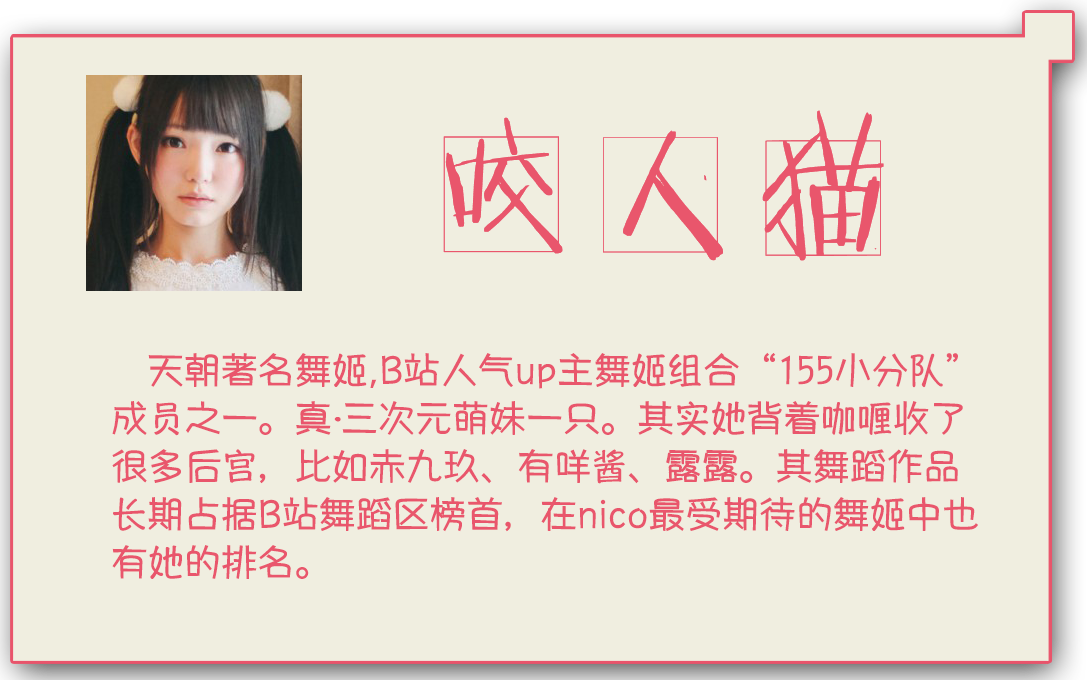 咬人猫
天朝著名舞姬,B站人气up主舞姬组合“155小分队”
成员之一。真·三次元萌妹一只。其实她背着咖喱收了
很多后宫，比如赤九玖、有咩酱、露露。其舞蹈作品
长期占据B站舞蹈区榜首，在nico最受期待的舞姬中也
有她的排名。